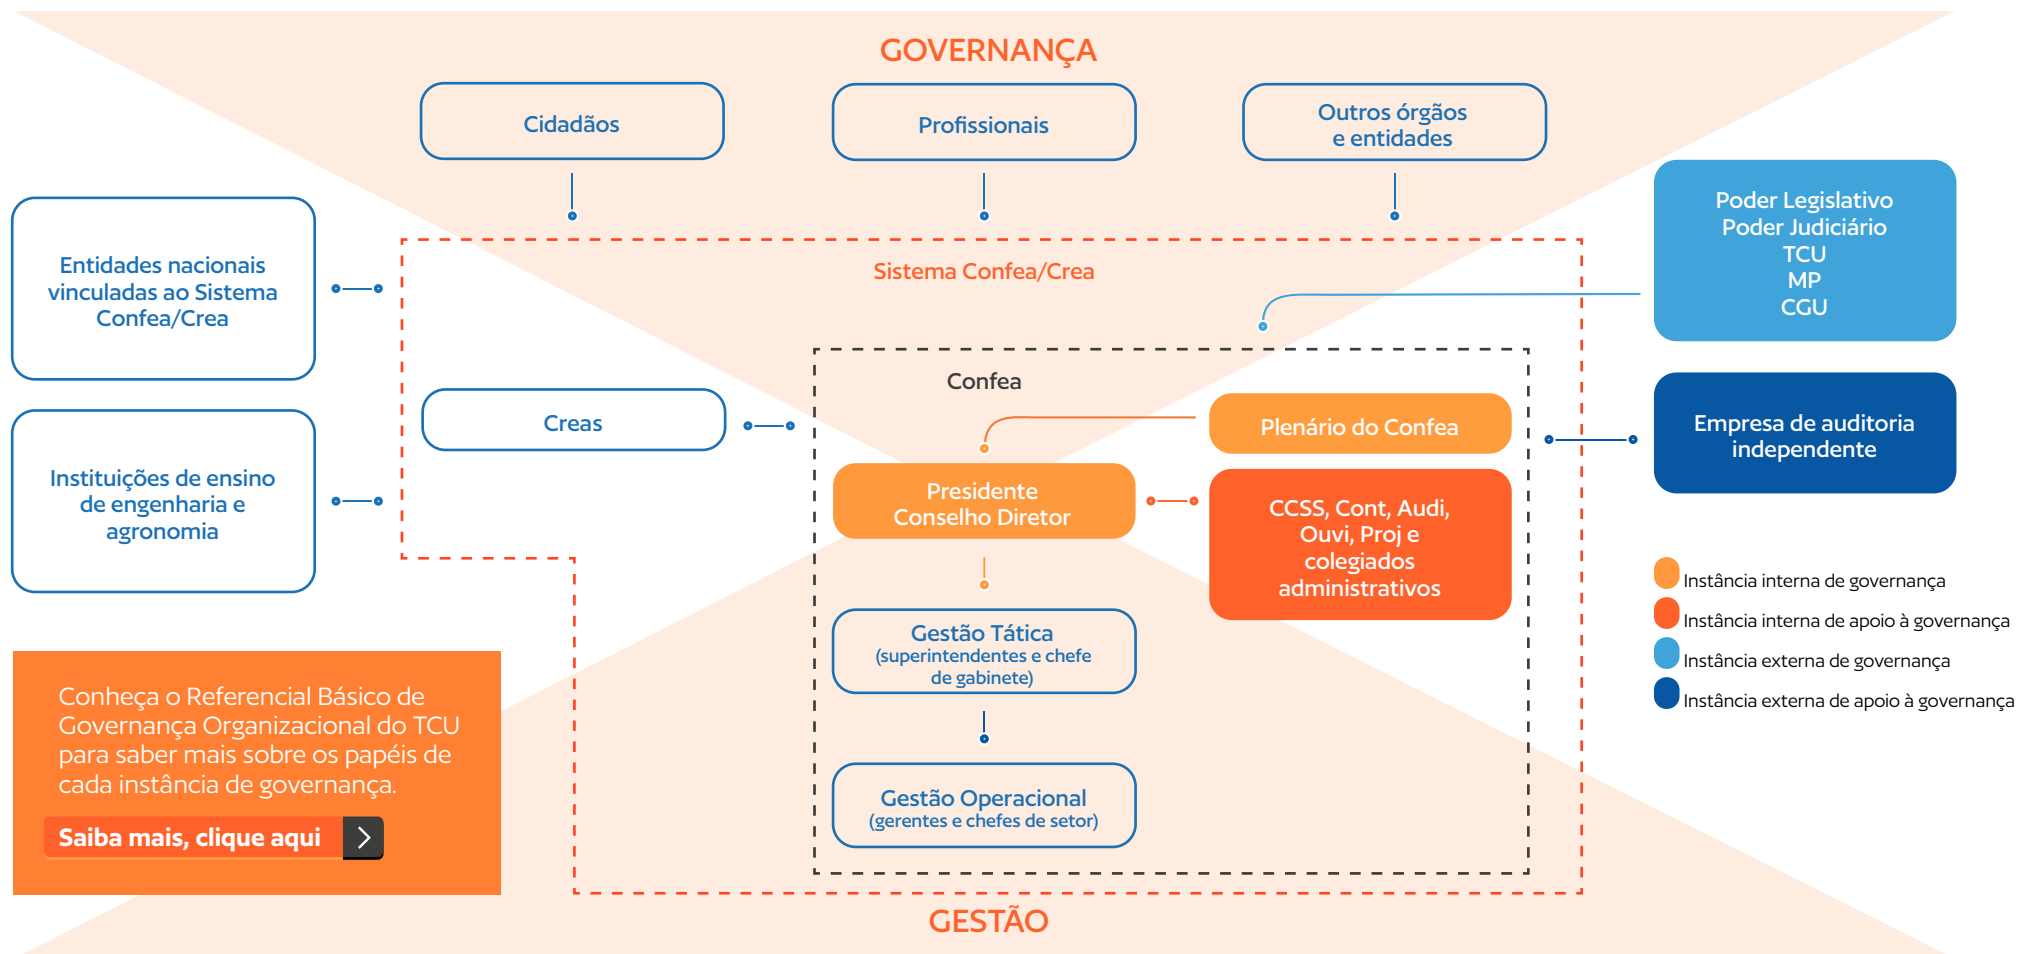 GOVERNANÇA
Cidadãos
Profissionais
Outros órgãos
e entidades
Entidades nacionais
vinculadas ao Sistema
Confea/Crea
Poder Legislativo
Poder Judiciário
TCU
MP
CGU
Sistema Confea/Crea
Confea
Creas
Plenário do Confea
Empresa de auditoria
independente
Instituições de ensino
de engenharia e
agronomia
Presidente
Conselho Diretor
CCSS, Cont, Audi,
Ouvi, Proj e
colegiados
administrativos
Instância interna de governança
Instância interna de apoio à governança
Instância externa de governança
Instância externa de apoio à governança
Gestão Tática
(superintendentes e chefe
de gabinete)
Gestão Operacional
(gerentes e chefes de setor)
Conheça o Referencial Básico de
Governança Organizacional do TCU
para saber mais sobre os papéis de
cada instância de governança.
Saiba mais, clique aqui
GESTÃO